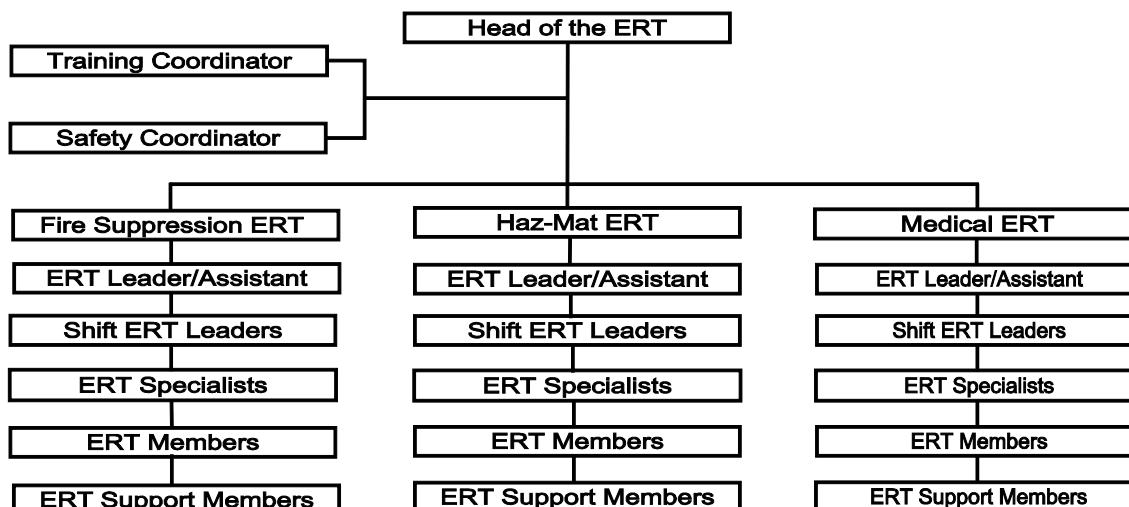 Head of the ERT
Training Coordinator
Safety Coordinator
Fire Suppression ERT
Haz-Mat ERT
Medical ERT
ERT Leader/Assistant
ERT Leader/Assistant
ERT Leader/Assistant
Shift ERT Leaders
Shift ERT Leaders
Shift ERT Leaders
ERT Specialists
ERT Specialists
ERT Specialists
ERT Members
ERT Members
ERT Members
ERT Support Members
ERT Support Members
ERT Support Members